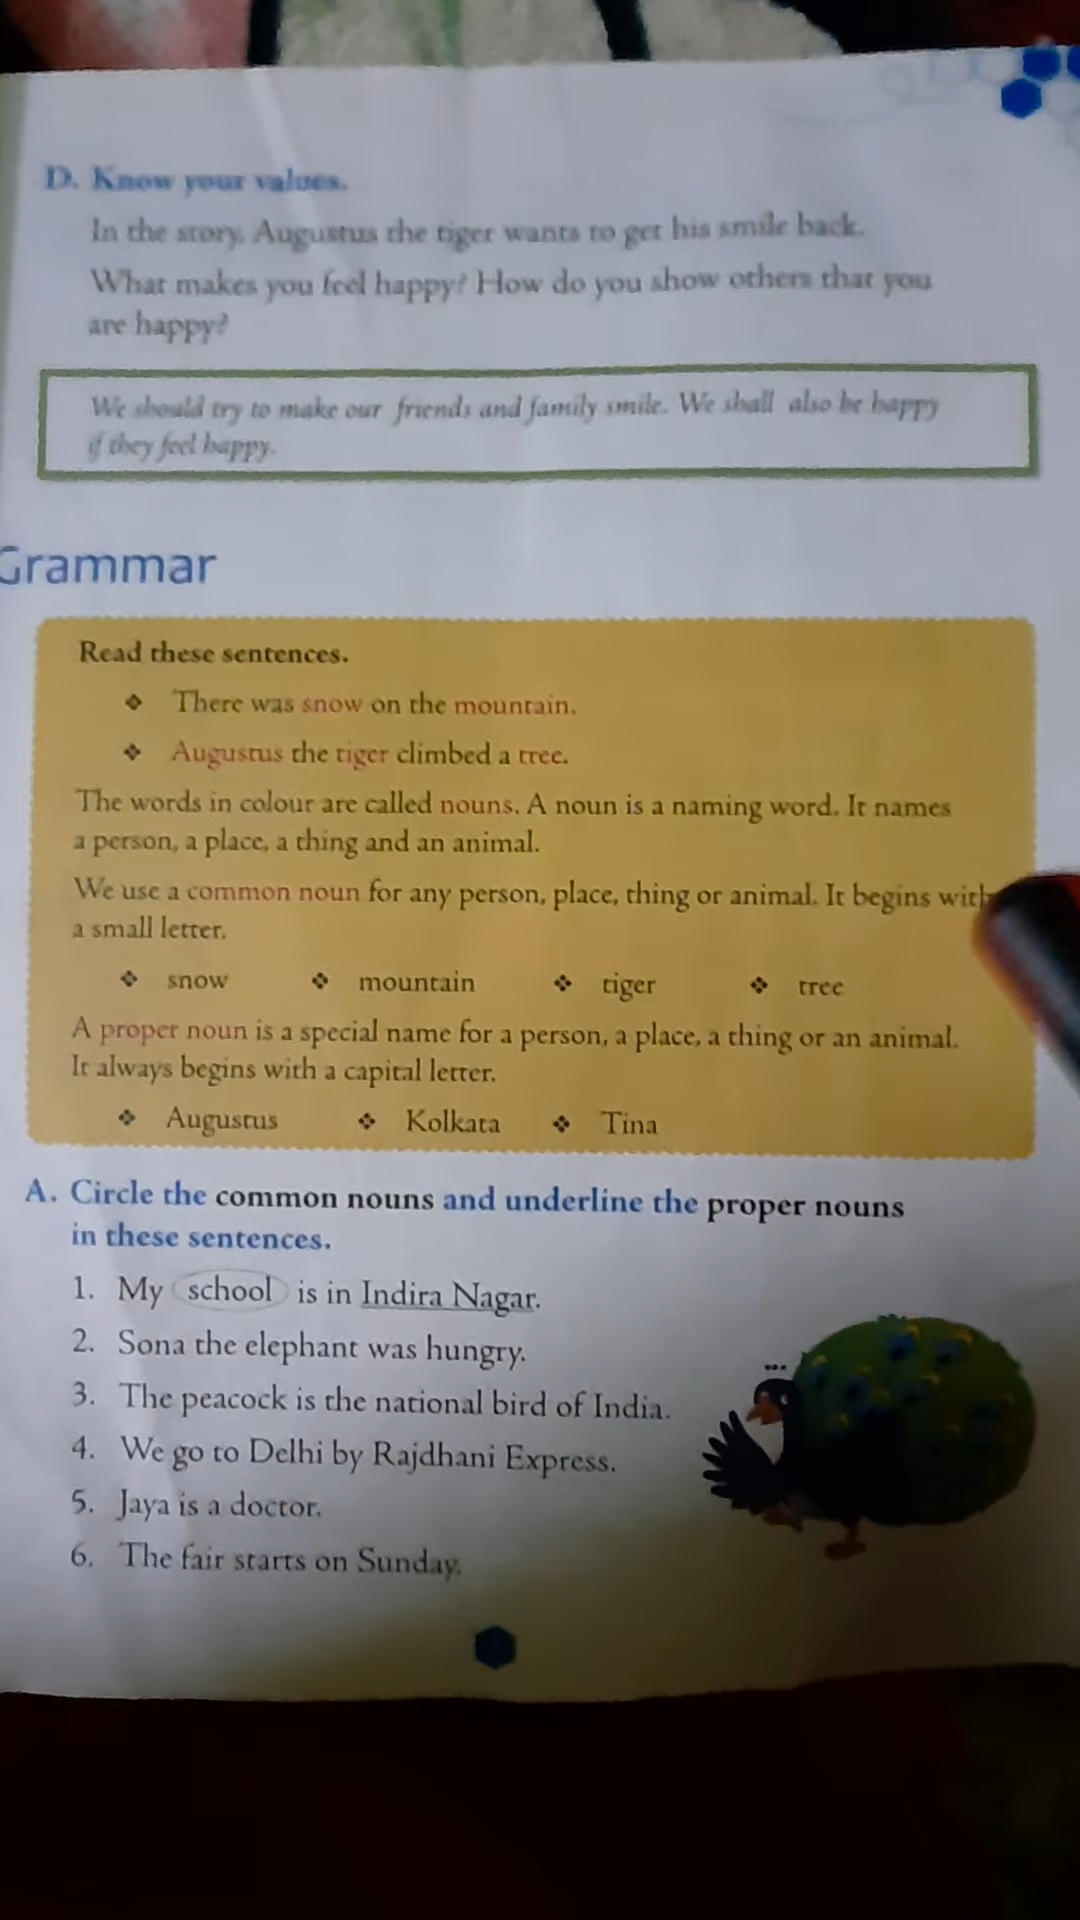 D. Know your values.
In the story, Augustus the tiger wants to get his smile back.
What makes you feel happy? How do you show others that you
are happy?
We should try to make our friends and family smile. We shall also be happy
if they feel happy.
Grammar
Read these sentences.
❖ There was snow on the mountain.
❖ Augustus the tiger climbed a tree.
The words in colour are called nouns. A noun is a naming word. It names
a person, a place, a thing and an animal.
We use a common noun for any person, place, thing or animal. It begins with
a small letter.
❖ snow ❖ mountain ❖ tiger ❖ tree
A proper noun is a special name for a person, a place, a thing or an animal.
It always begins with a capital letter.
❖ Augustus ❖ Kolkata ❖ Tina
A. Circle the common nouns and underline the proper nouns
in these sentences.
1. My school is in Indira Nagar.
2. Sona the elephant was hungry.
3. The peacock is the national bird of India.
4. We go to Delhi by Rajdhani Express.
5. Jaya is a doctor.
6. The fair starts on Sunday.